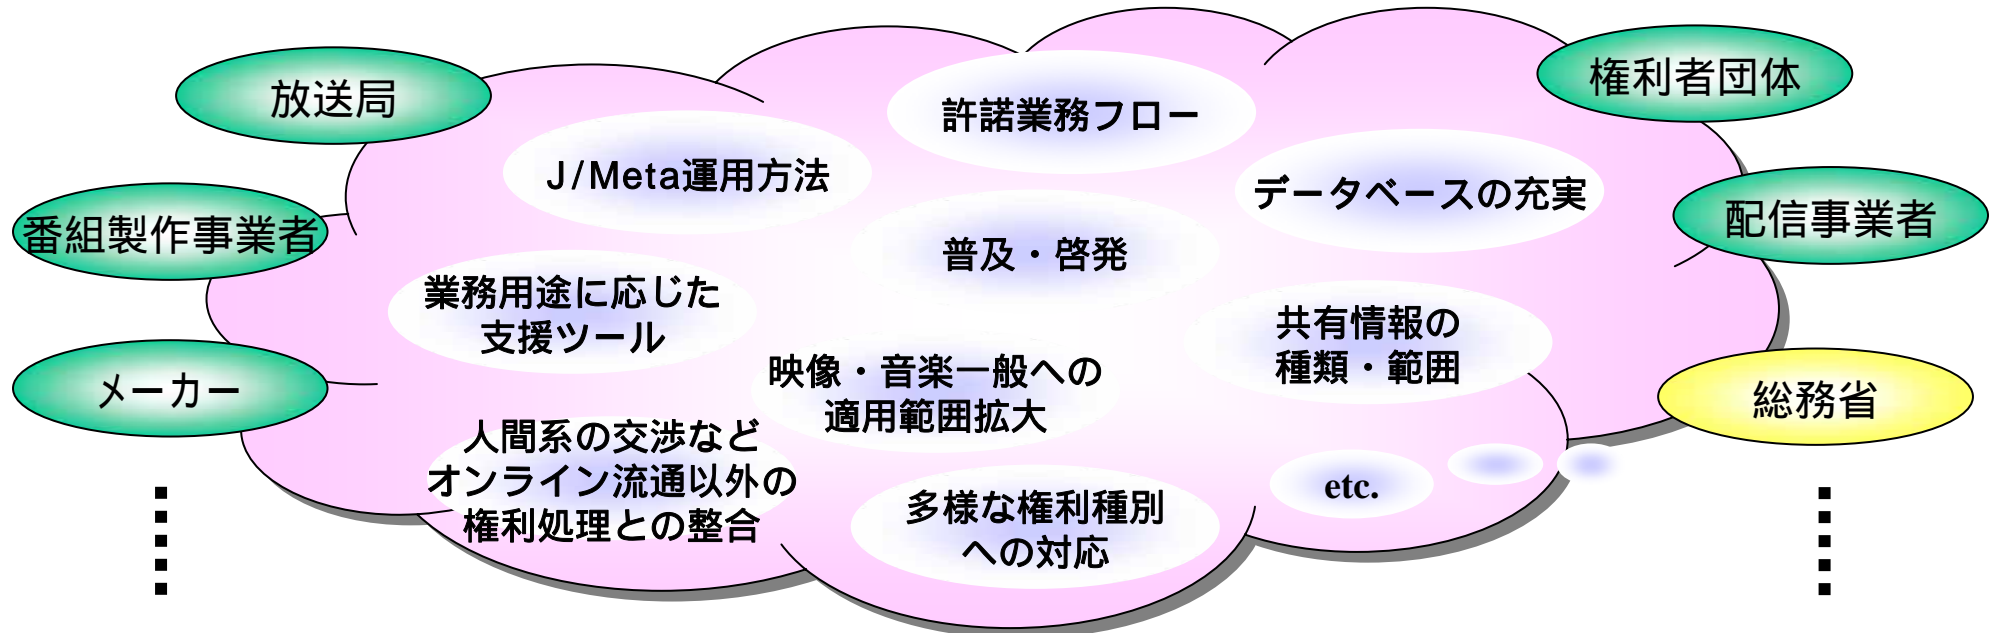 放送局
権利者団体
許諾業務フロー
J/Meta運用方法
データベースの充実
番組製作事業者
配信事業者
普及・啓発
業務用途に応じた
支援ツール
共有情報の
種類・範囲
メーカー
映像・音楽一般への
適用範囲拡大
総務省
人間系の交渉など
オンライン流通以外の
権利処理との整合
etc.
多様な権利種別
への対応